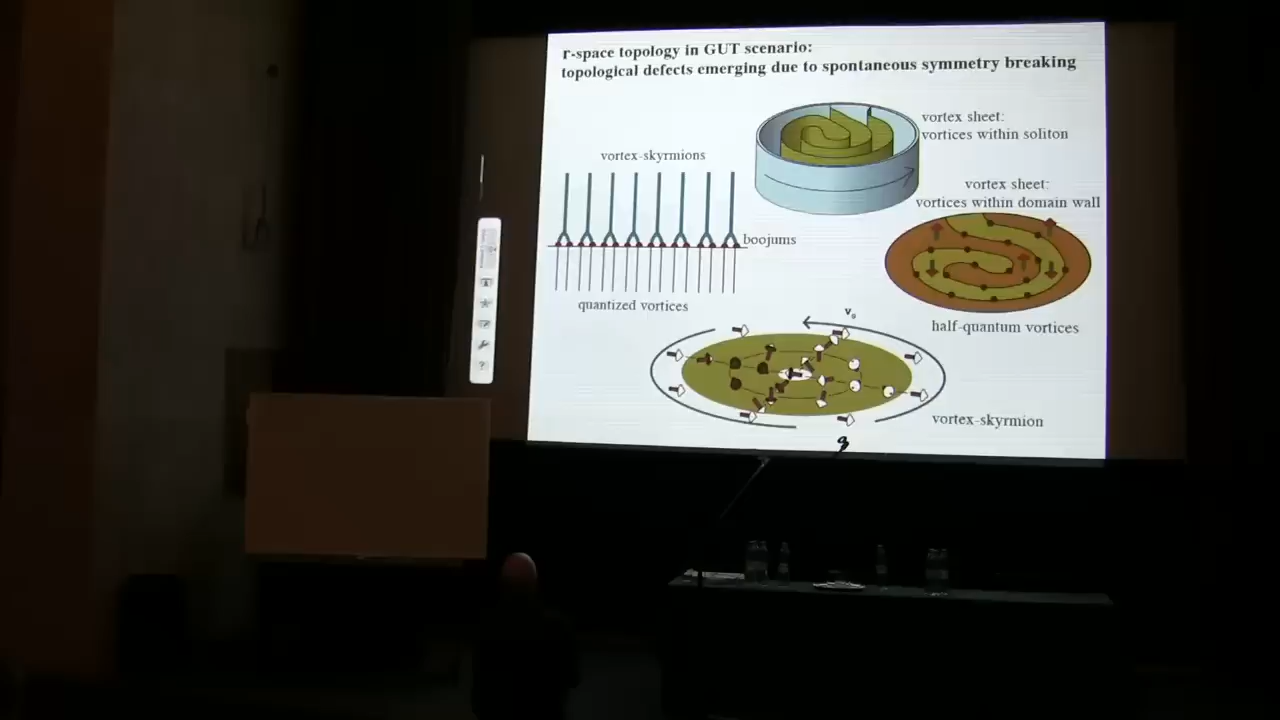 r-space topology in GUT scenario:
topological defects emerging due to spontaneous symmetry breaking
vortex sheet:
vortices within soliton
vortex-skyrmions
vortex sheet:
vortices within domain wall
boojums
quantized vortices
half-quantum vortices
vortex-skyrmion